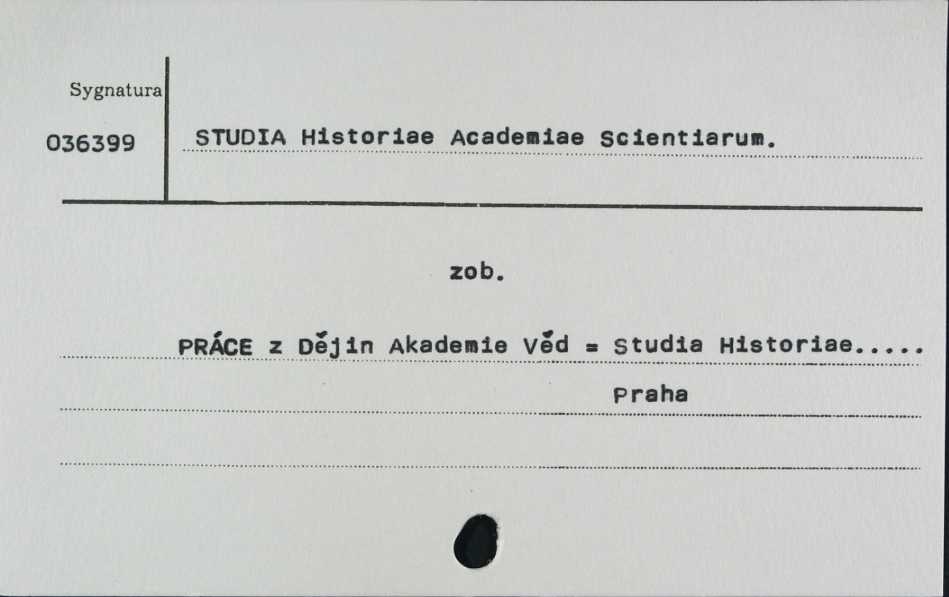 Sygnatura
036399
STUDIA Historiae Academiae Scientiarum.
zob.
PRÁCE z Dějin Akademie Věd = Studia Historiae.....
Praha